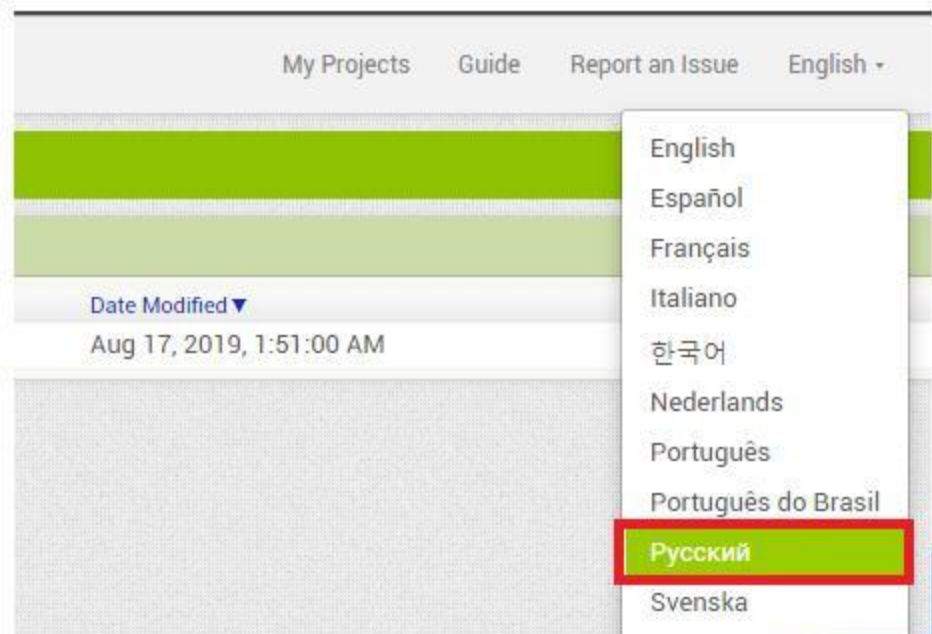 My Projects Guide Report an Issue English ▾
English
Español
Français
Italiano
한국어
Nederlands
Português
Português do Brasil
Русский
Svenska
Date Modified ▼
Aug 17, 2019, 1:51:00 AM